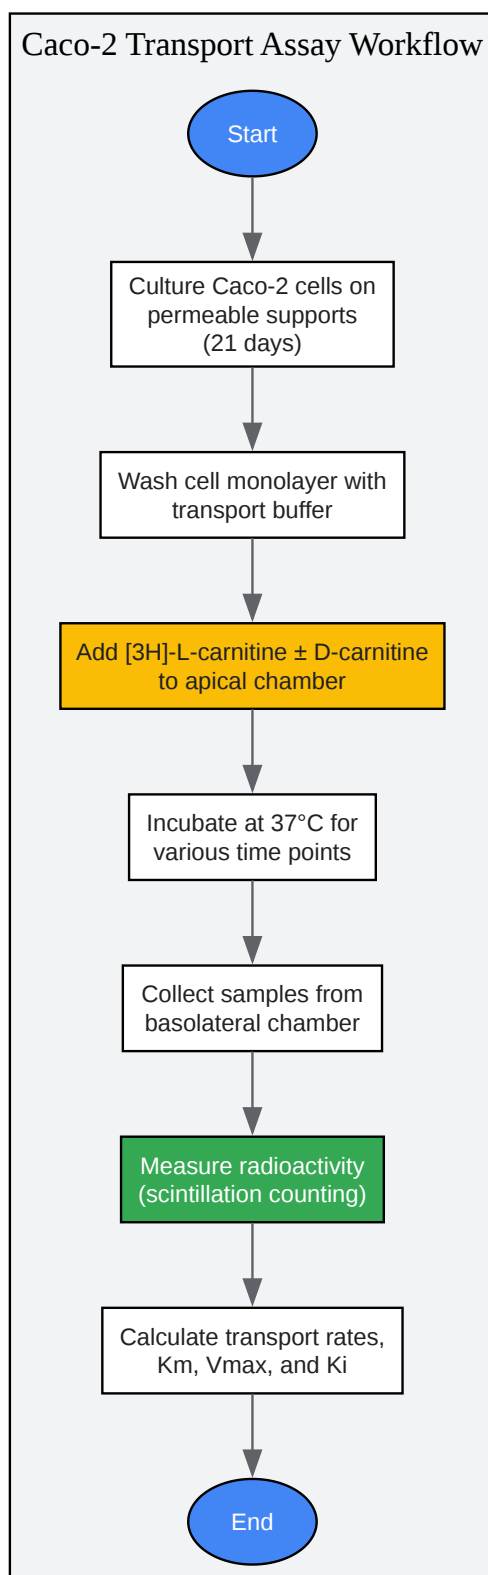 Caco-2 Transport Assay Workflow
Start
Culture Caco-2 cells on
permeable supports
(21 days)
Wash cell monolayer with
transport buffer
Add [3H]-L-carnitine ± D-carnitine
to apical chamber
Incubate at 37°C for
various time points
Collect samples from
basolateral chamber
Measure radioactivity
(scintillation counting)
Calculate transport rates,
Km, Vmax, and Ki
End